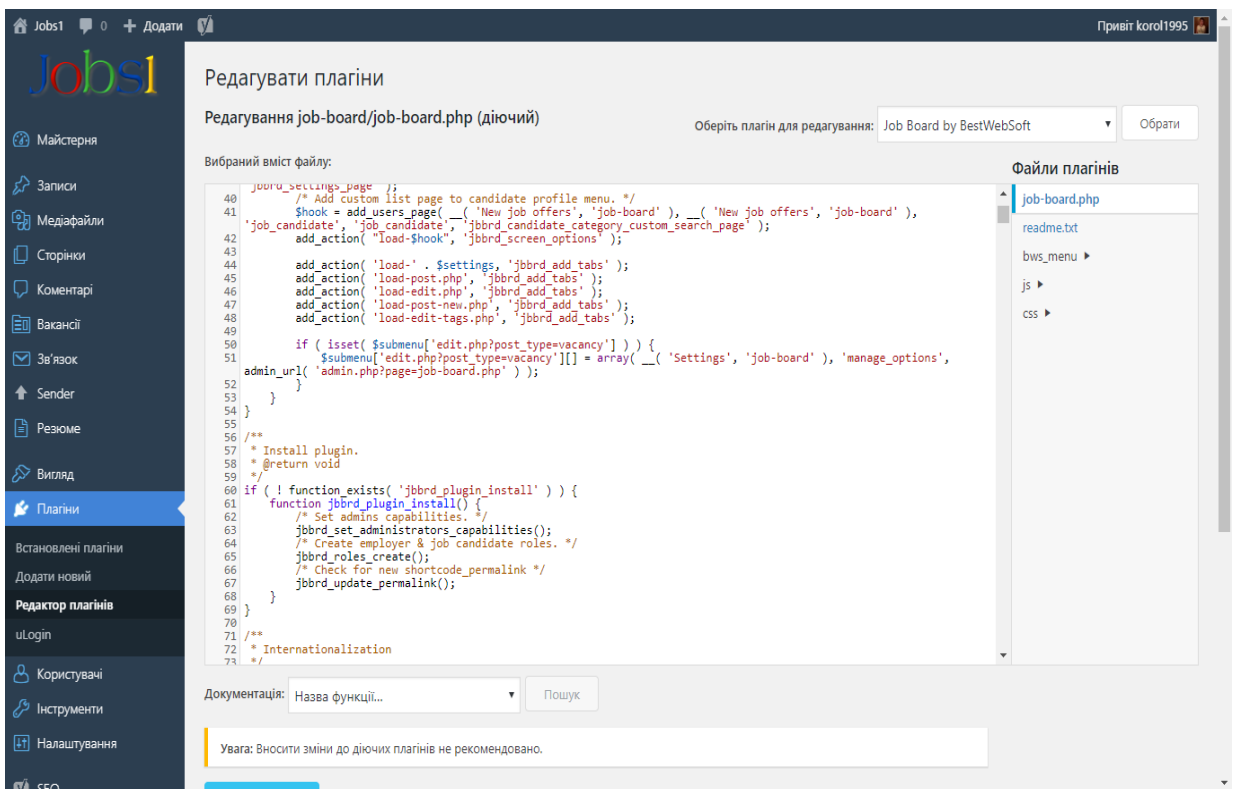 Jobs1 0 + Додати
Привіт korol1995
Jobs1
Майстерня
Записи
Медіафайли
Сторінки
Коментарі
Вакансії
Зв'язок
Sender
Резюме
Вигляд
Плагіни
Встановлені плагіни
Додати новий
Редактор плагінів
uLogin
Користувачі
Інструменти
Налаштування
SEO
Редагувати плагіни
Редагування job-board/job-board.php (діючий)
Оберіть плагін для редагування: Job Board by BestWebSoft Обрати
Вибраний вміст файлу:
jbbrd_settings_page' );
40 /* Add custom list page to candidate profile menu. */
41 $hook = add_users_page( __( 'New job offers', 'job-board' ), __( 'New job offers', 'job-board' ),
'job_candidate', 'job_candidate', 'jbbrd_candidate_category_custom_search_page' );
42 add_action( "load-$hook", 'jbbrd_screen_options' );
43
44 add_action( 'load-' . $settings, 'jbbrd_add_tabs' );
45 add_action( 'load-post.php', 'jbbrd_add_tabs' );
46 add_action( 'load-edit.php', 'jbbrd_add_tabs' );
47 add_action( 'load-post-new.php', 'jbbrd_add_tabs' );
48 add_action( 'load-edit-tags.php', 'jbbrd_add_tabs' );
49
50 if ( isset( $submenu['edit.php?post_type=vacancy'] ) ) {
51 $submenu['edit.php?post_type=vacancy'][] = array( __( 'Settings', 'job-board' ), 'manage_options',
admin_url( 'admin.php?page=job-board.php' ) );
52 }
53 }
54 }
55
56 /**
57 * Install plugin.
58 * @return void
59 */
60 if ( ! function_exists( 'jbbrd_plugin_install' ) ) {
61 function jbbrd_plugin_install() {
62 /* Set admins capabilities. */
63 jbbrd_set_administrators_capabilities();
64 /* Create employer & job candidate roles. */
65 jbbrd_roles_create();
66 /* Check for new shortcode_permalink */
67 jbbrd_update_permalink();
68 }
69 }
70
71 /**
72 * Internationalization
73 */
Файли плагінів
job-board.php
readme.txt
bws_menu
js
css
Документація: Назва функції... Пошук
Увага: Вносити зміни до діючих плагінів не рекомендовано.